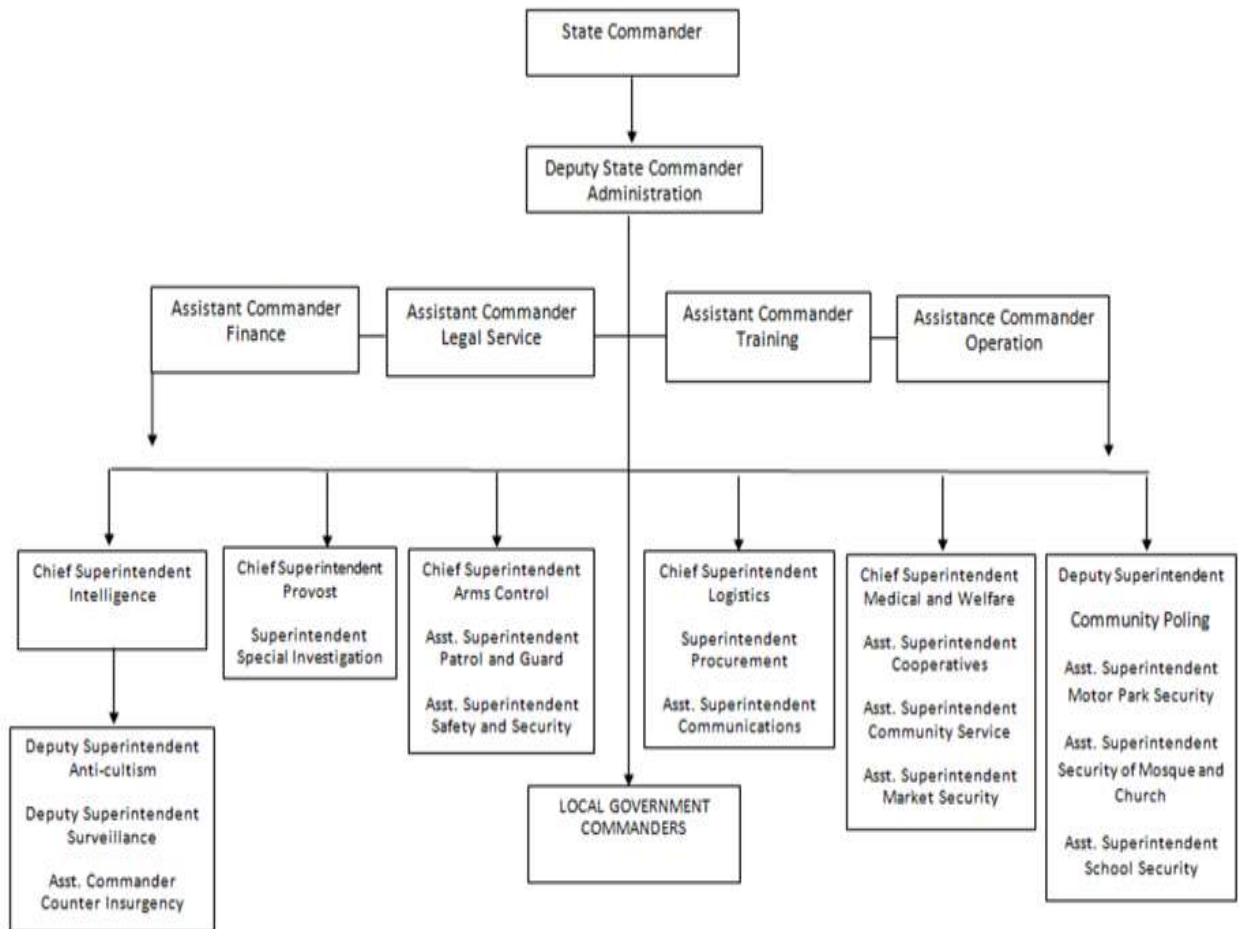 State Commander
Deputy State Commander
Administration
Assistant Commander
Finance
Assistant Commander
Legal Service
Assistant Commander
Training
Assistance Commander
Operation
Chief Superintendent
Intelligence
Chief Superintendent
Provost
Superintendent
Special Investigation
Chief Superintendent
Arms Control
Asst. Superintendent
Patrol and Guard
Asst. Superintendent
Safety and Security
Chief Superintendent
Logistics
Superintendent
Procurement
Asst. Superintendent
Communications
Chief Superintendent
Medical and Welfare
Asst. Superintendent
Cooperatives
Asst. Superintendent
Community Service
Asst. Superintendent
Market Security
Deputy Superintendent
Community Poling
Asst. Superintendent
Motor Park Security
Asst. Superintendent
Security of Mosque and
Church
Asst. Superintendent
School Security
Deputy Superintendent
Anti-cultism
Deputy Superintendent
Surveillance
Asst. Commander
Counter Insurgency
LOCAL GOVERNMENT
COMMANDERS